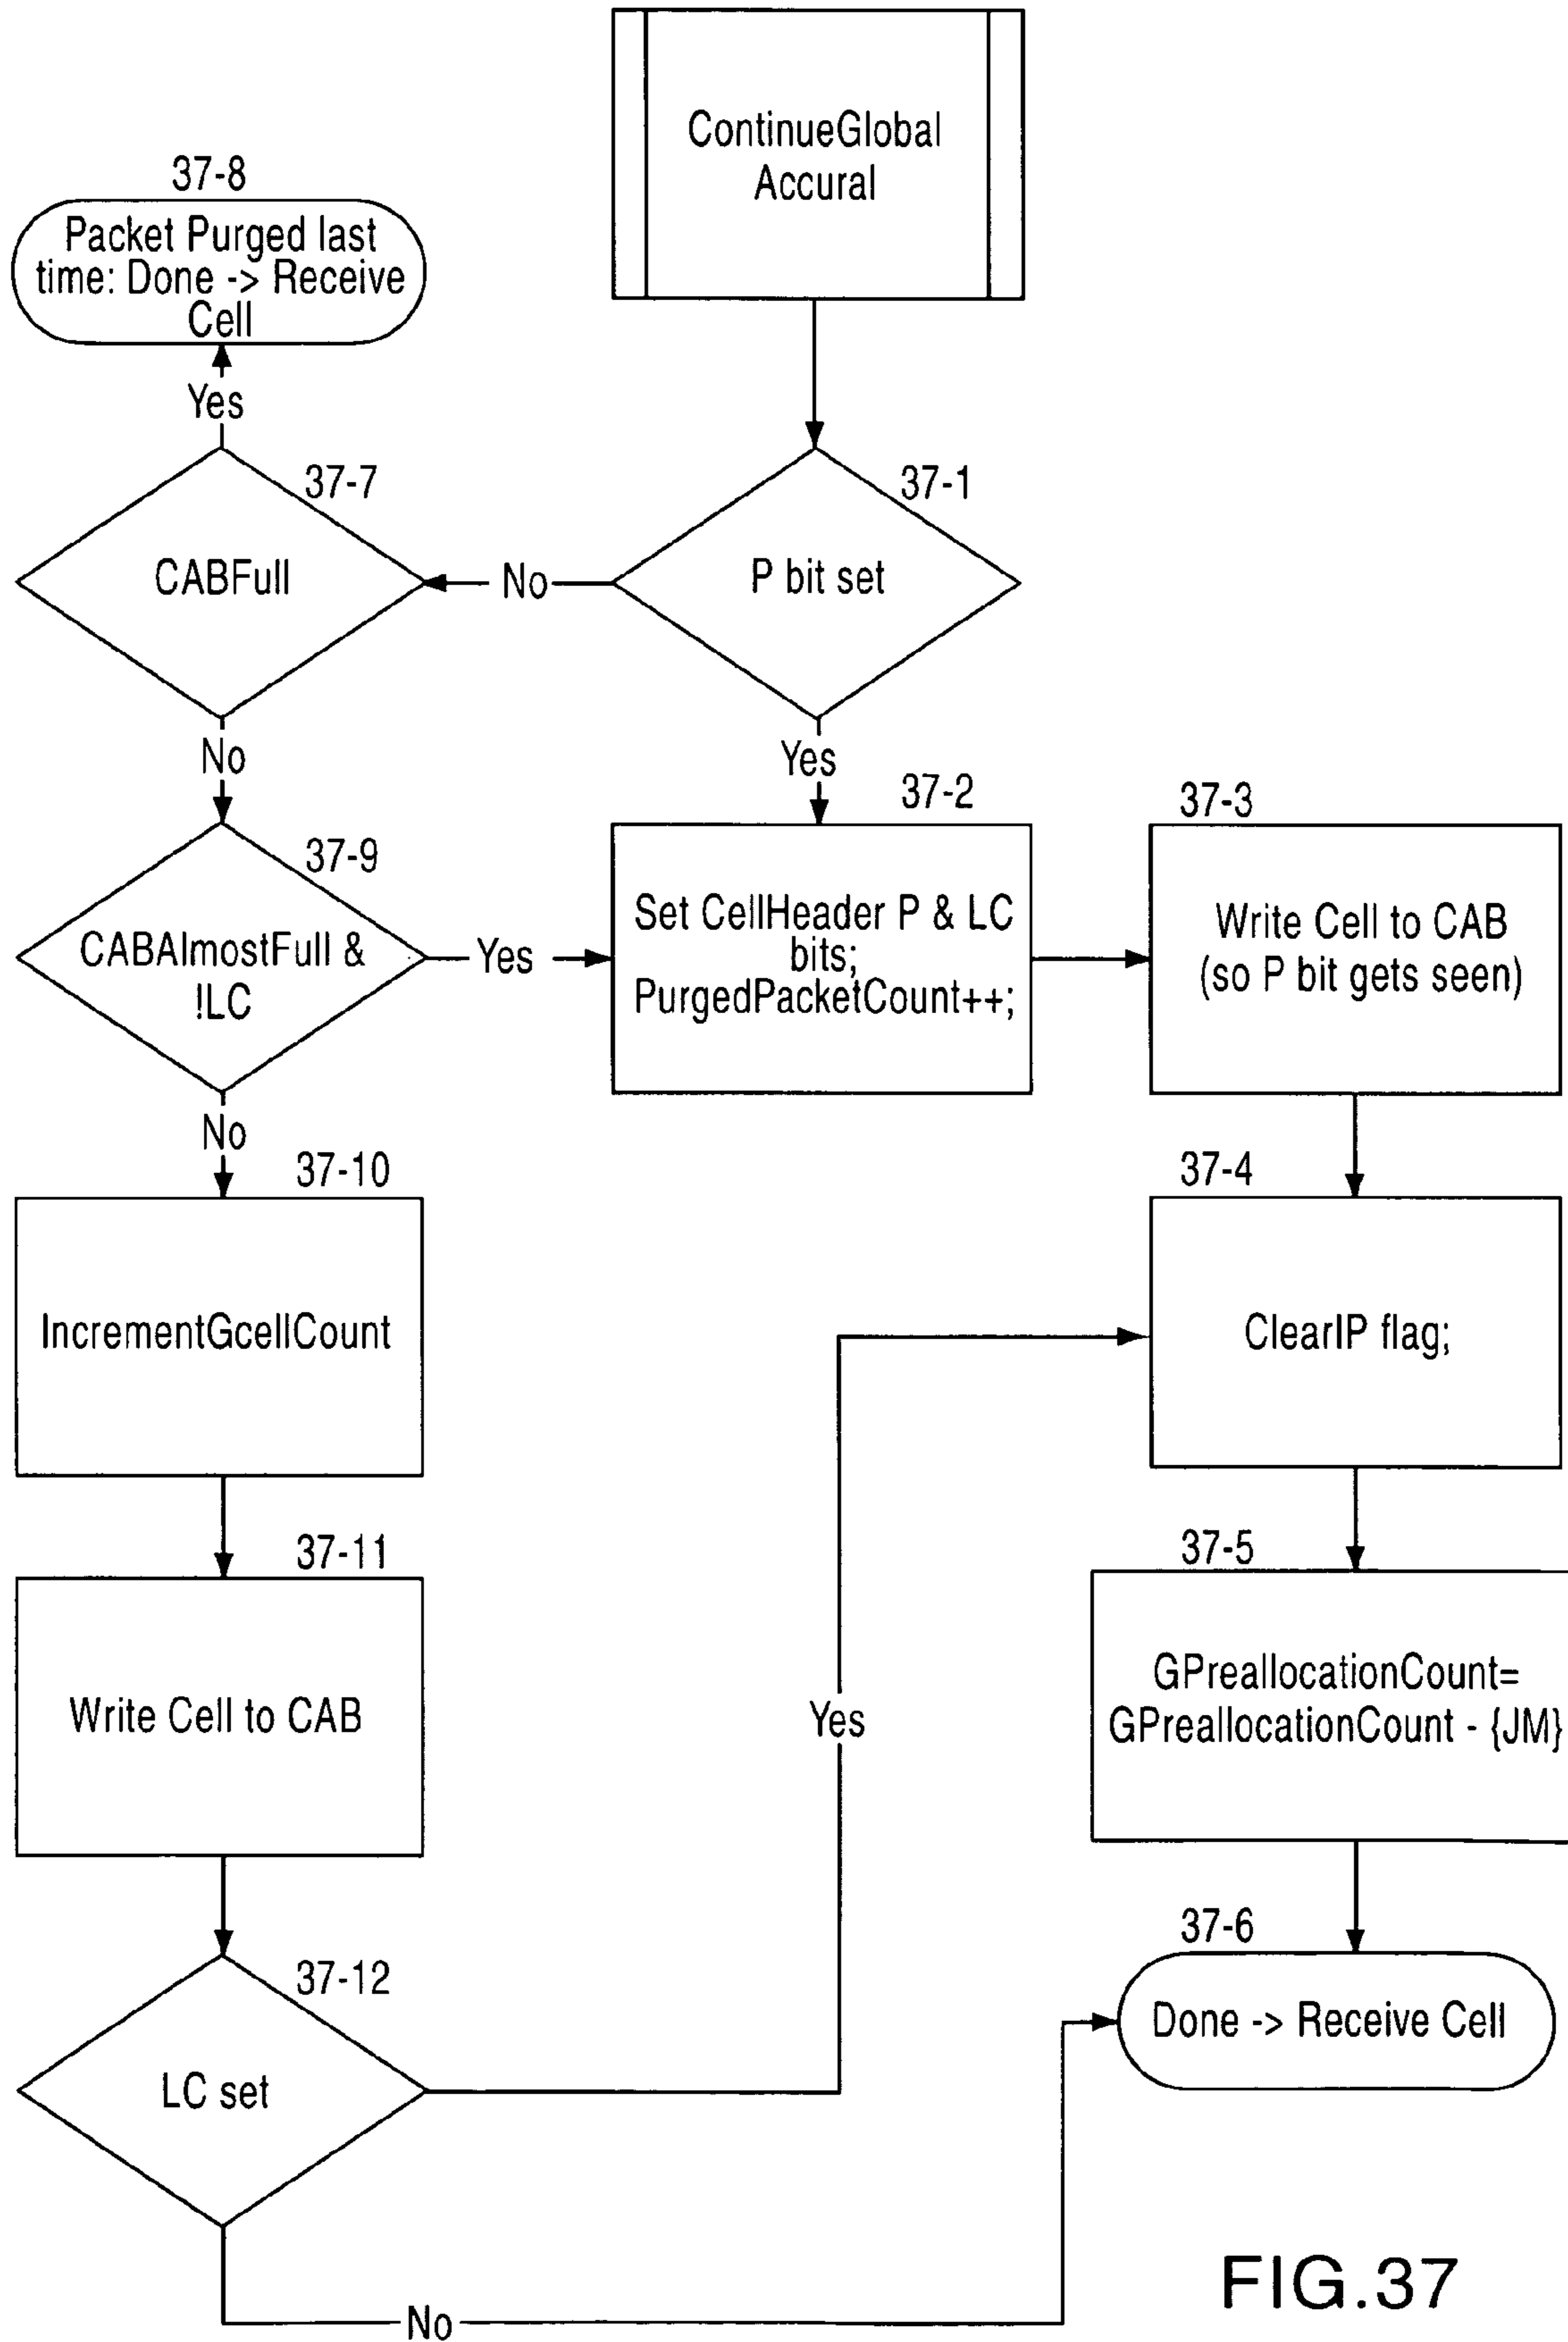 ContinueGlobal
Accural
37-8
Packet Purged last
time: Done -> Receive
Cell
Yes
37-7
CABFull
No
37-1
P bit set
No
Yes
37-9
CABAlmostFull &
!LC
Yes
37-2
Set CellHeader P & LC
bits;
PurgedPacketCount++;
37-3
Write Cell to CAB
(so P bit gets seen)
No
37-10
IncrementGcellCount
37-4
ClearIP flag;
37-11
Write Cell to CAB
Yes
37-5
GPreallocationCount=
GPreallocationCount - {JM}
37-12
LC set
37-6
Done -> Receive Cell
No
FIG.37